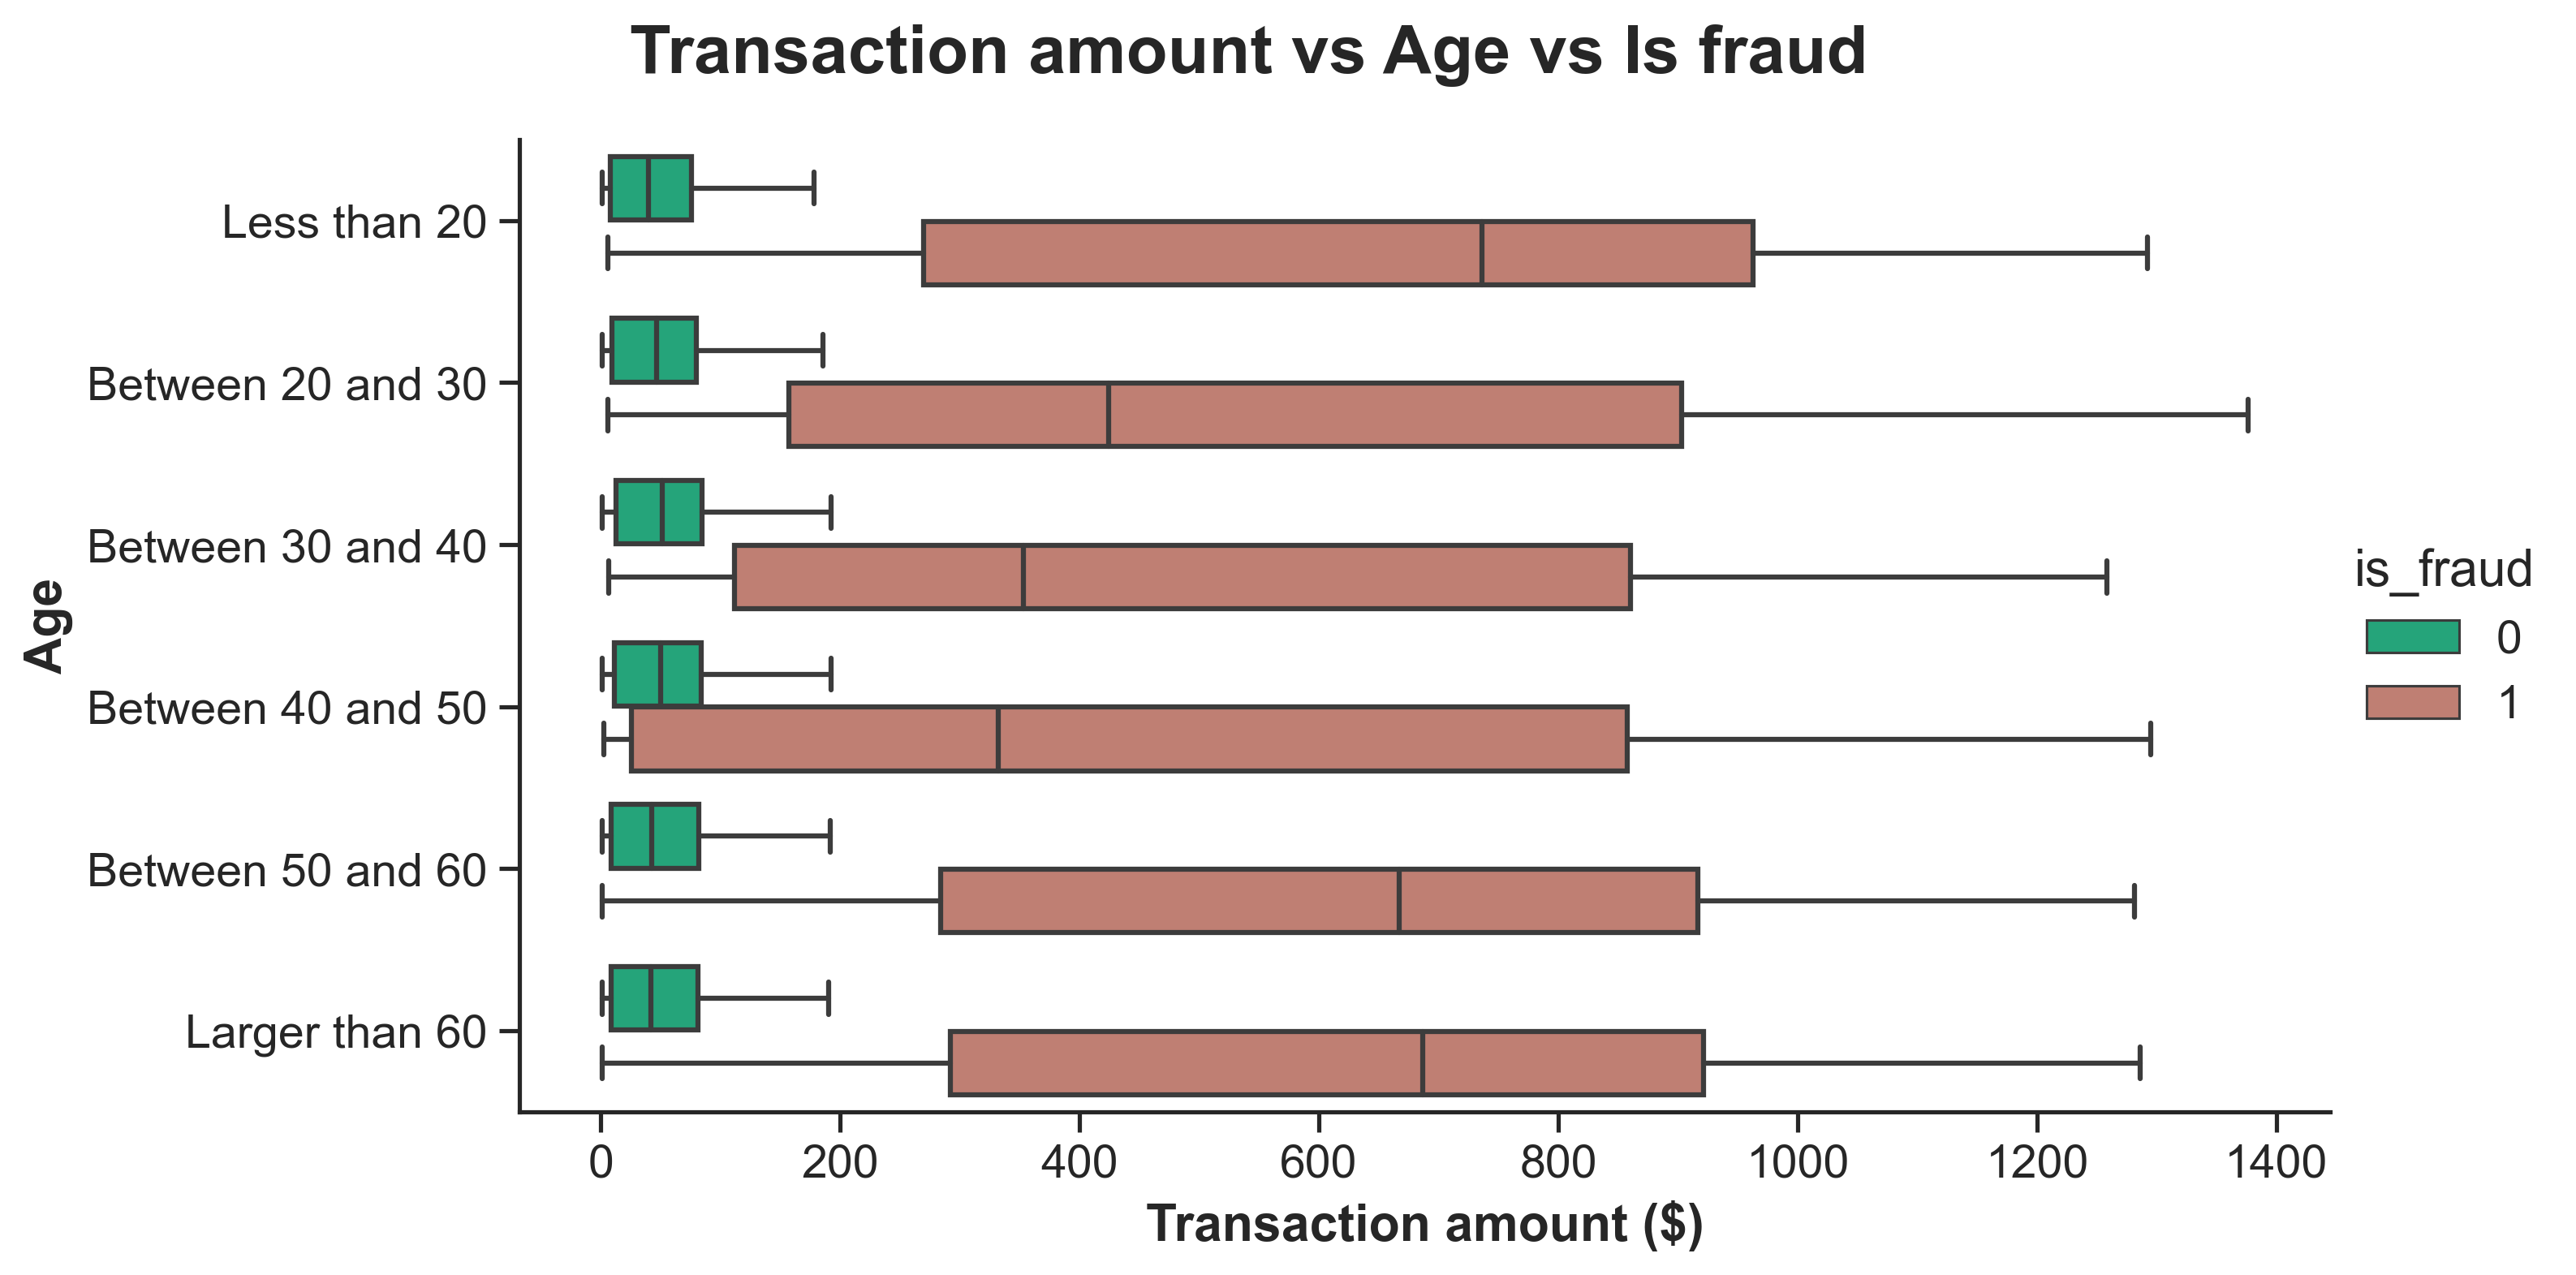 Transaction amount vs Age vs Is fraud
Age
Less than 20
Between 20 and 30
Between 30 and 40
Between 40 and 50
Between 50 and 60
Larger than 60
0 200 400 600 800 1000 1200 1400
Transaction amount ($)
is_fraud
0
1